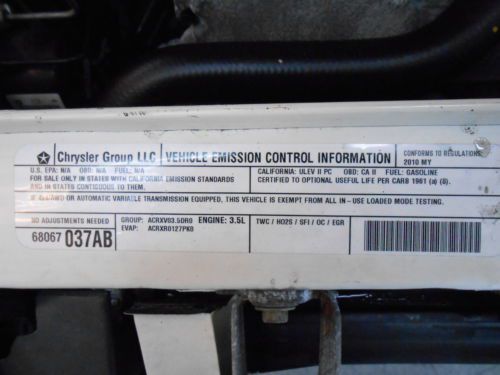 Chrysler Group LLC VEHICLE EMISSION CONTROL INFORMATION
CONFORMS TO REGULATIONS:
2010 MY
U.S. EPA: N/A OBD: N/A FUEL: N/A
FOR SALE ONLY IN STATES WITH CALIFORNIA EMISSION STANDARDS
AND IN STATES CONTIGUOUS TO THEM.
CALIFORNIA: ULEV II PC OBD: CA II FUEL: GASOLINE
CERTIFIED TO OPTIONAL USEFUL LIFE PER CARB 1961 (a) (8).
IF 4WD/AWD OR AUTOMATIC VARIABLE TRANSMISSION EQUIPPED, THIS VEHICLE IS EXEMPT FROM ALL IN - USE LOADED MODE TESTING.
NO ADJUSTMENTS NEEDED
68067 037AB
GROUP: ACRXV03.5DR0 ENGINE: 3.5L
EVAP: ACRXR0127PK0
TWC / HO2S / SFI / OC / EGR